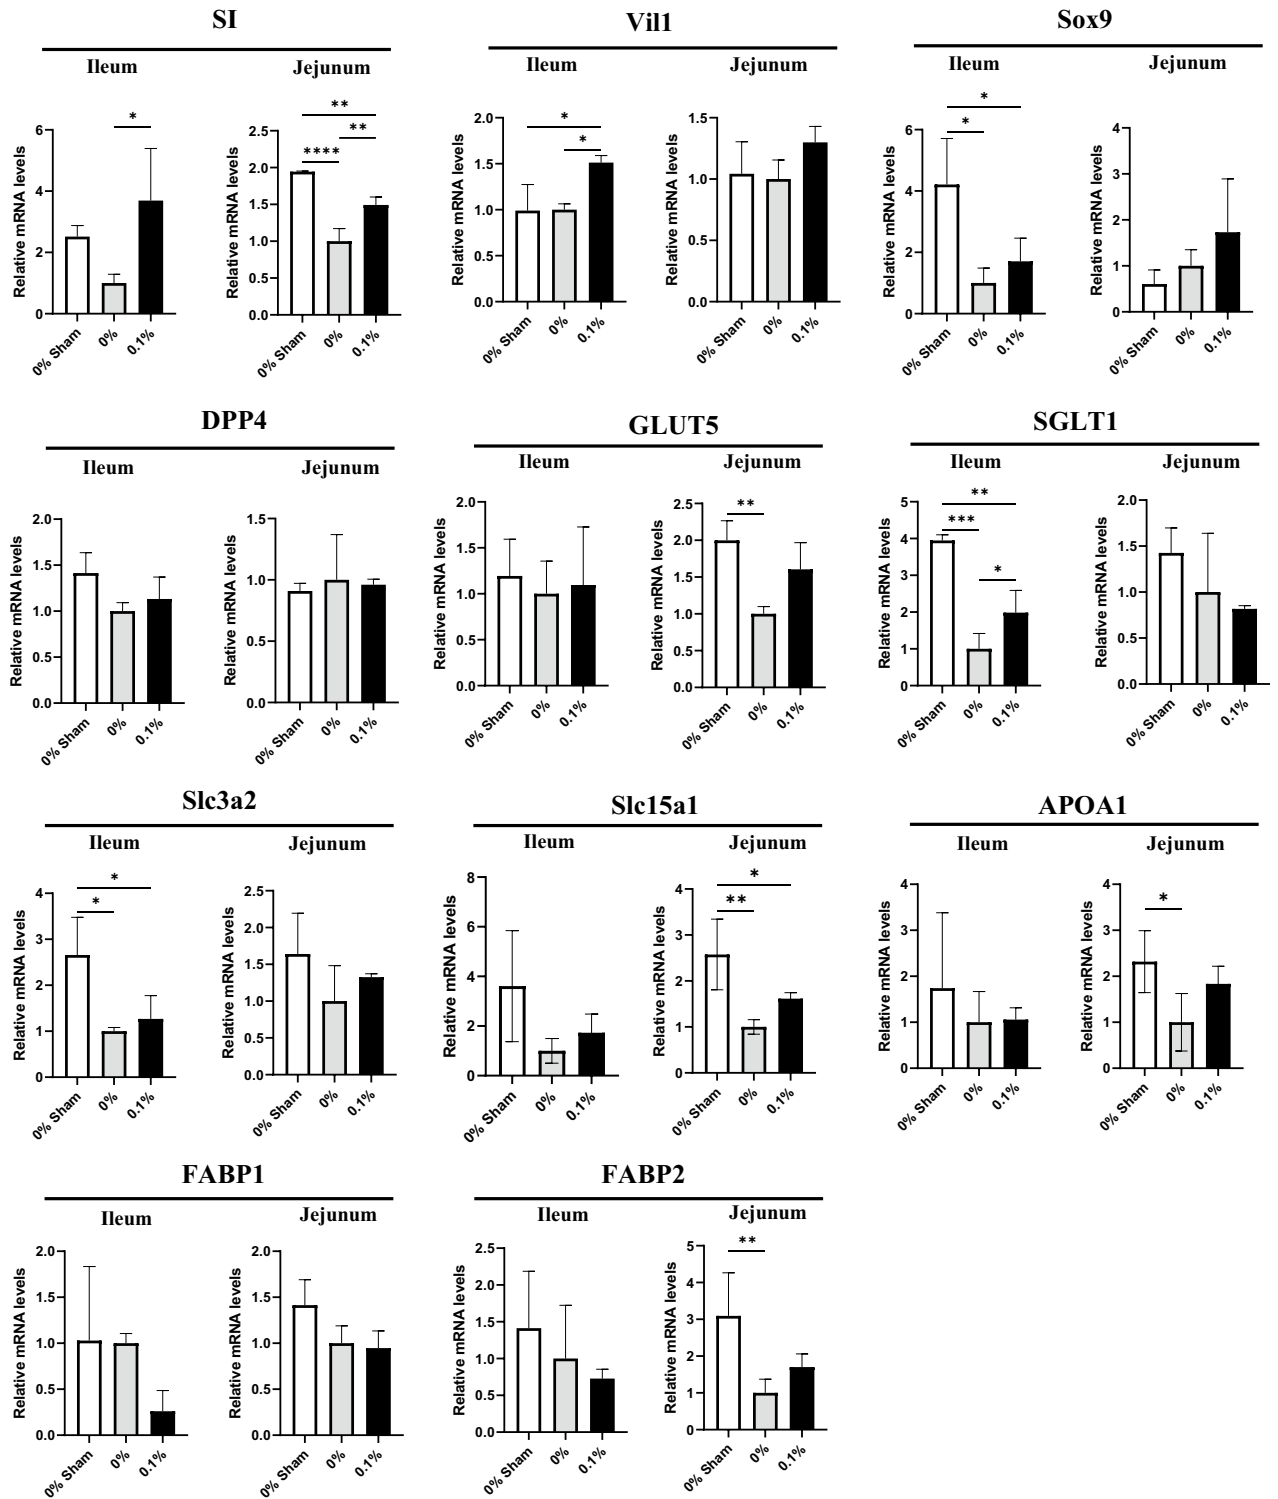 SI
Ileum
Jejunum
Relative mRNA levels
6
4
2
0
*
0% Sham
0%
0.1%
Relative mRNA levels
2.5
2.0
1.5
1.0
0.5
0.0
**
**
****
0% Sham
0%
0.1%
Vil1
Ileum
Jejunum
Relative mRNA levels
2.0
1.5
1.0
0.5
0.0
*
*
0% Sham
0%
0.1%
Relative mRNA levels
1.5
1.0
0.5
0.0
0% Sham
0%
0.1%
Sox9
Ileum
Jejunum
Relative mRNA levels
6
4
2
0
*
*
0% Sham
0%
0.1%
Relative mRNA levels
4
3
2
1
0
0% Sham
0%
0.1%
DPP4
Ileum
Jejunum
Relative mRNA levels
2.0
1.5
1.0
0.5
0.0
0% Sham
0%
0.1%
Relative mRNA levels
1.5
1.0
0.5
0.0
0% Sham
0%
0.1%
GLUT5
Ileum
Jejunum
Relative mRNA levels
2.0
1.5
1.0
0.5
0.0
0% Sham
0%
0.1%
Relative mRNA levels
2.5
2.0
1.5
1.0
0.5
0.0
**
0% Sham
0%
0.1%
SGLT1
Ileum
Jejunum
Relative mRNA levels
5
4
3
2
1
0
**
***
*
0% Sham
0%
0.1%
Relative mRNA levels
2.0
1.5
1.0
0.5
0.0
0% Sham
0%
0.1%
Slc3a2
Ileum
Jejunum
Relative mRNA levels
4
3
2
1
0
*
*
0% Sham
0%
0.1%
Relative mRNA levels
2.5
2.0
1.5
1.0
0.5
0.0
0% Sham
0%
0.1%
Slc15a1
Ileum
Jejunum
Relative mRNA levels
8
6
4
2
0
0% Sham
0%
0.1%
Relative mRNA levels
4
3
2
1
0
*
**
0% Sham
0%
0.1%
APOA1
Ileum
Jejunum
Relative mRNA levels
4
3
2
1
0
0% Sham
0%
0.1%
Relative mRNA levels
4
3
2
1
0
*
0% Sham
0%
0.1%
FABP1
Ileum
Jejunum
Relative mRNA levels
2.0
1.5
1.0
0.5
0.0
0% Sham
0%
0.1%
Relative mRNA levels
2.0
1.5
1.0
0.5
0.0
0% Sham
0%
0.1%
FABP2
Ileum
Jejunum
Relative mRNA levels
2.5
2.0
1.5
1.0
0.5
0.0
0% Sham
0%
0.1%
Relative mRNA levels
5
4
3
2
1
0
**
0% Sham
0%
0.1%